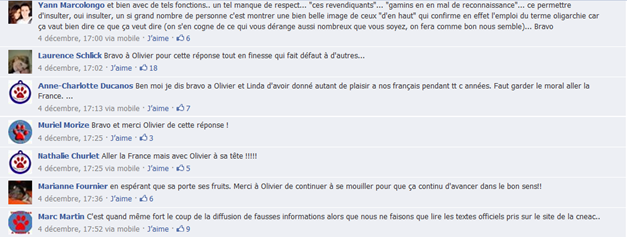 Yann Marcolongo et bien avec de tels fonctions.. un tel manque de respect... "ces revendiquants"... "gamins en en mal de reconnaissance"... ce permettre
d'insulter, oui insulter, un si grand nombre de personne c'est montrer une bien belle image de ceux "d'en haut" qui confirme en effet l'emploi du terme oligarchie car
ça vaut bien dire ce que ça veut dire (on s'en cogne de ce qui vous dérange aussi nombreux que vous soyez, on fera comme bon nous semble)... Bravo
4 décembre, 17:00 via mobile · J'aime · 6
Laurence Schlick Bravo à Olivier pour cette réponse tout en finesse qui fait défaut à d'autres...
4 décembre, 17:02 · J'aime · 18
Anne-Charlotte Ducanos Ben moi je dis bravo a Olivier et Linda d'avoir donné autant de plaisir a nos français pendant tt c années. Faut garder le moral aller la
France. ...
4 décembre, 17:13 via mobile · J'aime · 7
Muriel Morize Bravo et merci Olivier de cette réponse !
4 décembre, 17:25 · J'aime · 3
Nathalie Churlet Aller la France mais avec Olivier à sa tête !!!!!
4 décembre, 17:25 via mobile · J'aime · 5
Marianne Fournier en espérant que sa porte ses fruits. Merci à Olivier de continuer à se mouiller pour que ça continu d'avancer dans le bon sens!!
4 décembre, 17:36 · J'aime · 6
Marc Martin C'est quand même fort le coup de la diffusion de fausses informations alors que nous ne faisons que lire les textes officiels pris sur le site de la cneac..
4 décembre, 17:52 via mobile · J'aime · 9